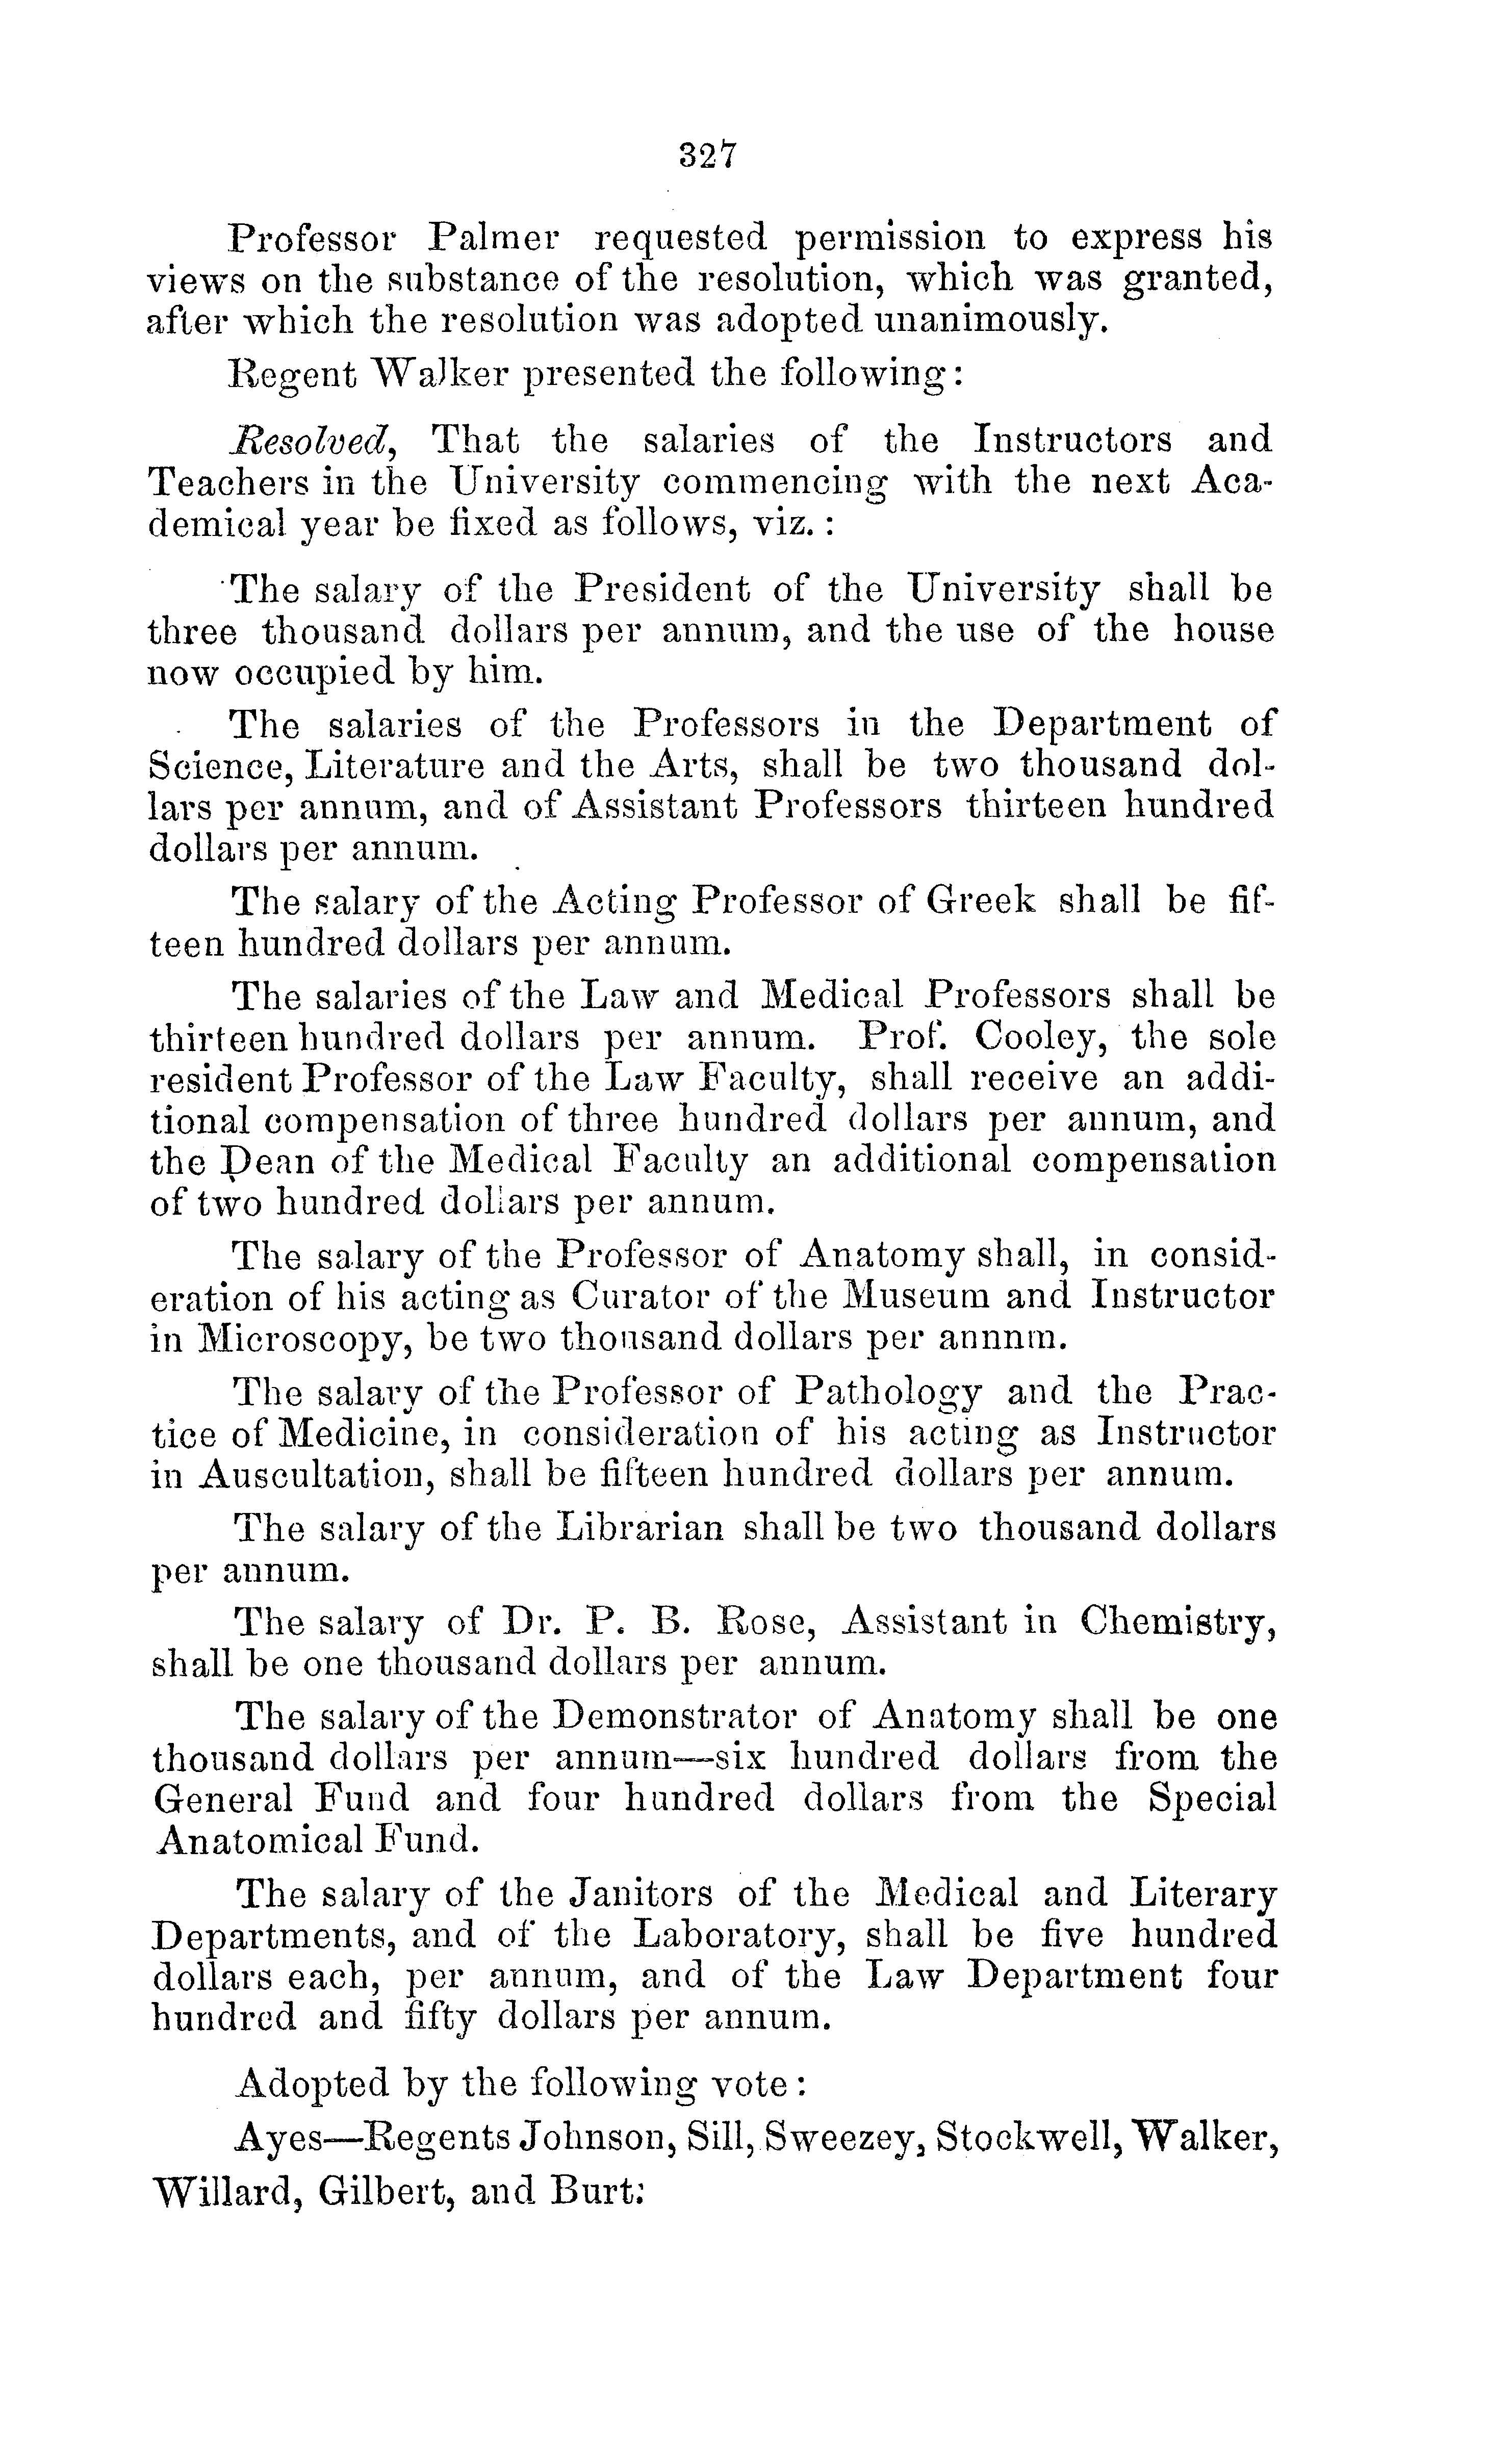 327
Professor Palmer requested permission to express his
views on the substance of the resolution, which was granted,
after which the resolution was adopted unanimously.
Regent Walker presented the following:
Resolved, That the salaries of the Instructors and
Teachers in the University commencing with the next Aca-
demical year be fixed as follows, viz. :
The salary of the President of the University shall be
three thousand dollars per annum, and the use of the house
now occupied by him.
The salaries of the Professors in the Department of
Science, Literature and the Arts, shall be two thousand dol-
lars per annum, and of Assistant Professors thirteen hundred
dollars per annum.
The salary of the Acting Professor of Greek shall be fif-
teen hundred dollars per annum.
The salaries of the Law and Medical Professors shall be
thirteen hundred dollars per annum. Prof. Cooley, the sole
resident Professor of the Law Faculty, shall receive an addi-
tional compensation of three hundred dollars per annum, and
the Dean of the Medical Faculty an additional compensation
of two hundred dollars per annum.
The salary of the Professor of Anatomy shall, in consid-
eration of his acting as Curator of the Museum and Instructor
in Microscopy, be two thousand dollars per annnm.
The salary of the Professor of Pathology and the Prac-
tice of Medicine, in consideration of his acting as Instructor
in Auscultation, shall be fifteen hundred dollars per annum.
The salary of the Librarian shall be two thousand dollars
per annum.
The salary of Dr. P. B. Rose, Assistant in Chemistry,
shall be one thousand dollars per annum.
The salary of the Demonstrator of Anatomy shall be one
thousand dollars per annum—six hundred dollars from the
General Fund and four hundred dollars from the Special
Anatomical Fund.
The salary of the Janitors of the Medical and Literary
Departments, and of the Laboratory, shall be five hundred
dollars each, per annum, and of the Law Department four
hundred and fifty dollars per annum.
Adopted by the following vote :
Ayes—Regents Johnson, Sill, Sweezey, Stockwell, Walker,
Willard, Gilbert, and Burt: